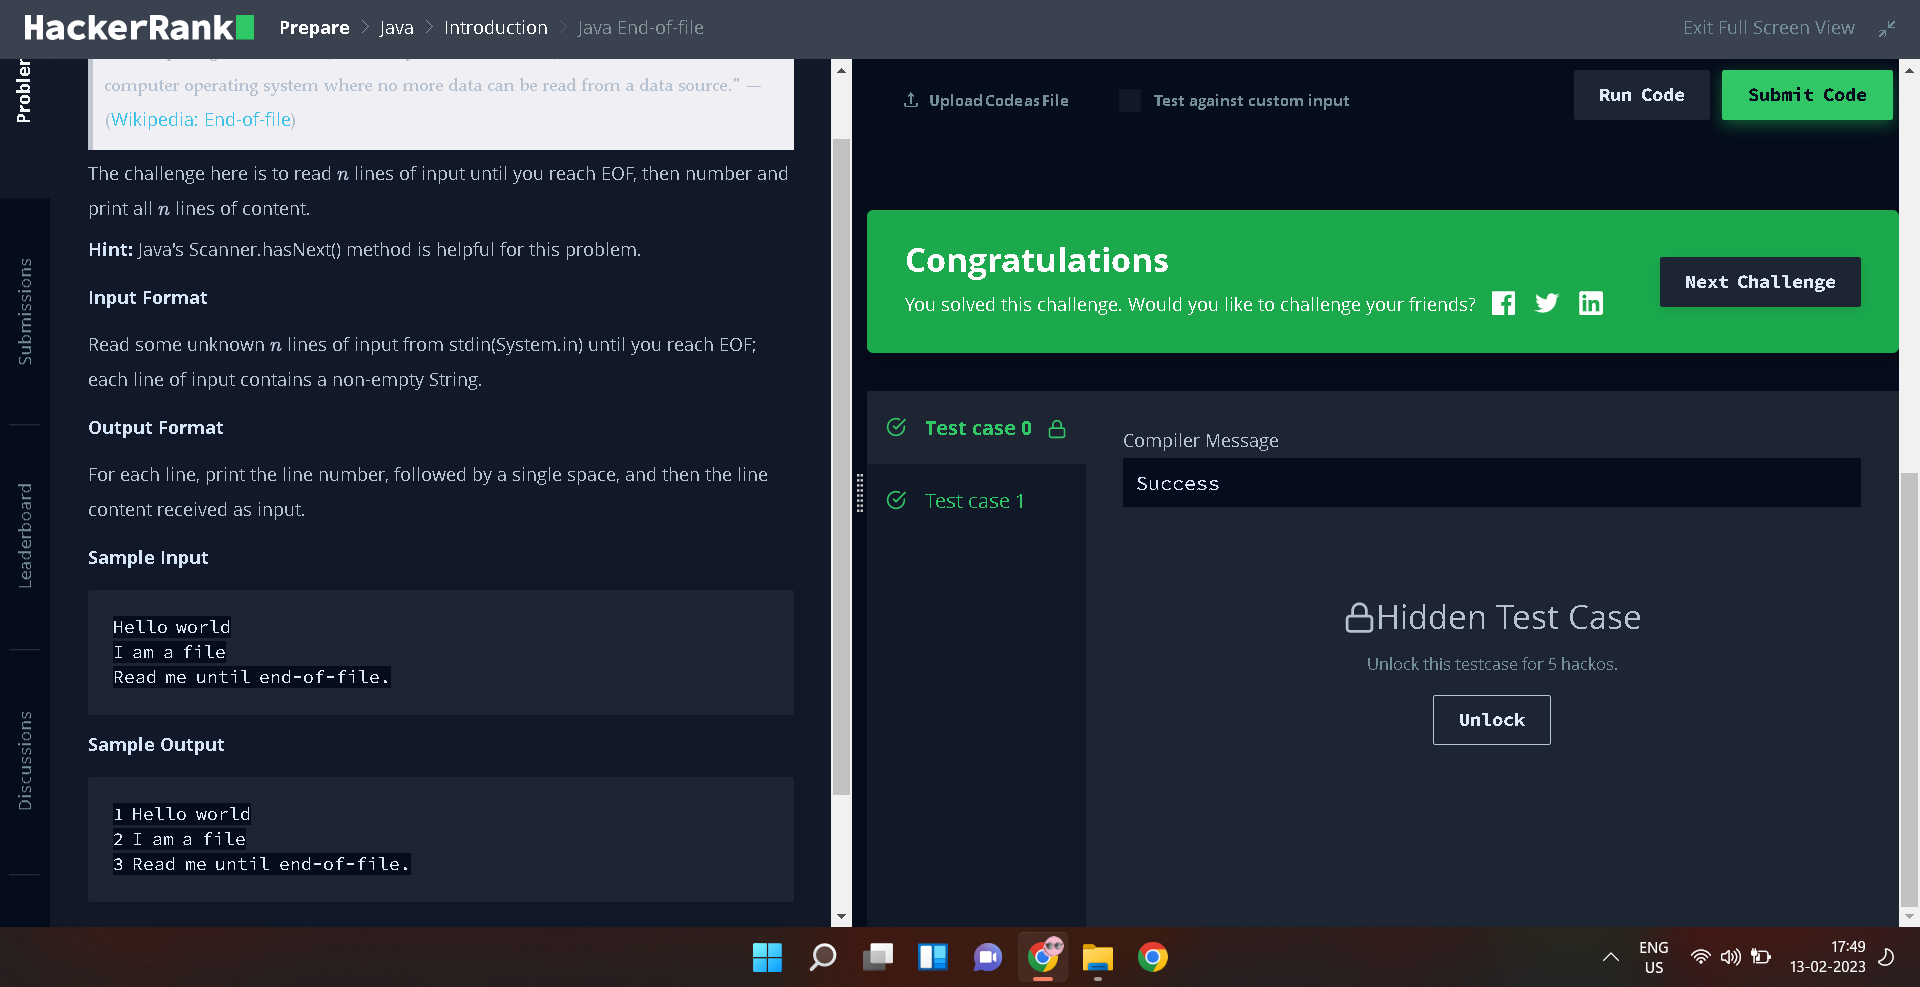 HackerRank
Prepare > Java > Introduction > Java End-of-file
Exit Full Screen View
Problem
Submissions
Leaderboard
Discussions
computer operating system where no more data can be read from a data source.” —
(Wikipedia: End-of-file)
The challenge here is to read n lines of input until you reach EOF, then number and
print all n lines of content.
Hint: Java's Scanner.hasNext() method is helpful for this problem.
Input Format
Read some unknown n lines of input from stdin(System.in) until you reach EOF;
each line of input contains a non-empty String.
Output Format
For each line, print the line number, followed by a single space, and then the line
content received as input.
Sample Input
Hello world
I am a file
Read me until end-of-file.
Sample Output
1 Hello world
2 I am a file
3 Read me until end-of-file.
Upload Code as File
Test against custom input
Run Code
Submit Code
Congratulations
You solved this challenge. Would you like to challenge your friends?
Next Challenge
Test case 0
Test case 1
Compiler Message
Success
Hidden Test Case
Unlock this testcase for 5 hackos.
Unlock
ENG
US
17:49
13-02-2023